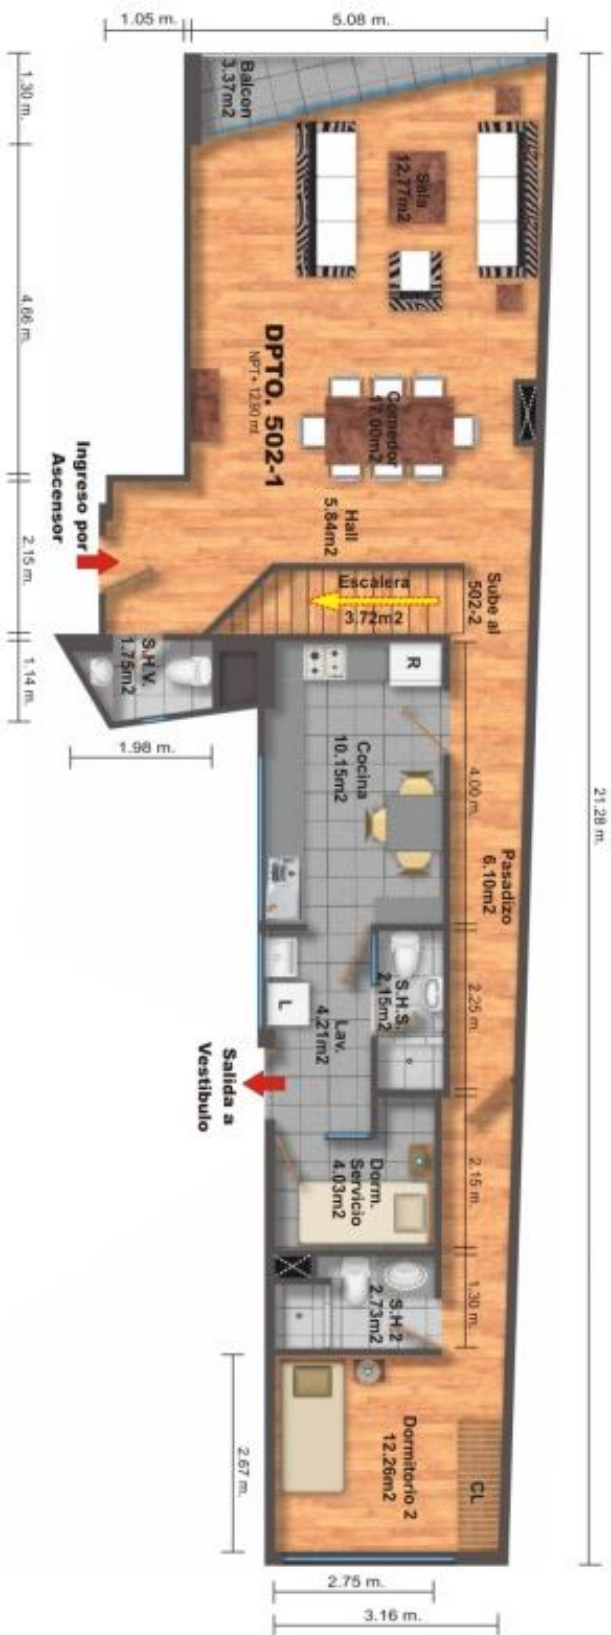 1.05 m.
5.08 m.
1.30 m.
4.66 m.
2.15 m.
1.14 m.
1.98 m.
21.28 m.
Balcon
3.37m2
Sala
12.77m2
DPTO. 502-1
NPT+ 12.90 mt.
Comedor
17.00m2
Hall
5.84m2
Ingreso por
Ascensor
Escalera
3.72m2
Sube al
502-2
S.H.V.
1.75m2
R
Cocina
10.15m2
4.00 m.
Pasadizo
6.10m2
S.H.S.
2.15m2
2.25 m.
L
Lav.
4.21m2
Salida a
Vestibulo
Dorm.
Servicio
4.03m2
2.15 m.
S.H.2
2.73m2
1.30 m.
Dormitorio 2
12.26m2
CL
2.67 m.
2.75 m.
3.16 m.